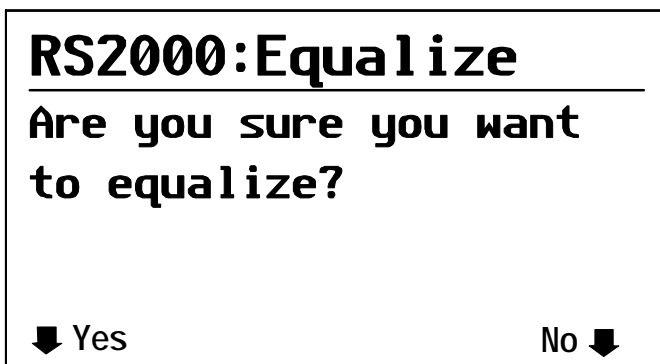 RS2000:Equalize
Are you sure you want
to equalize?
Yes No